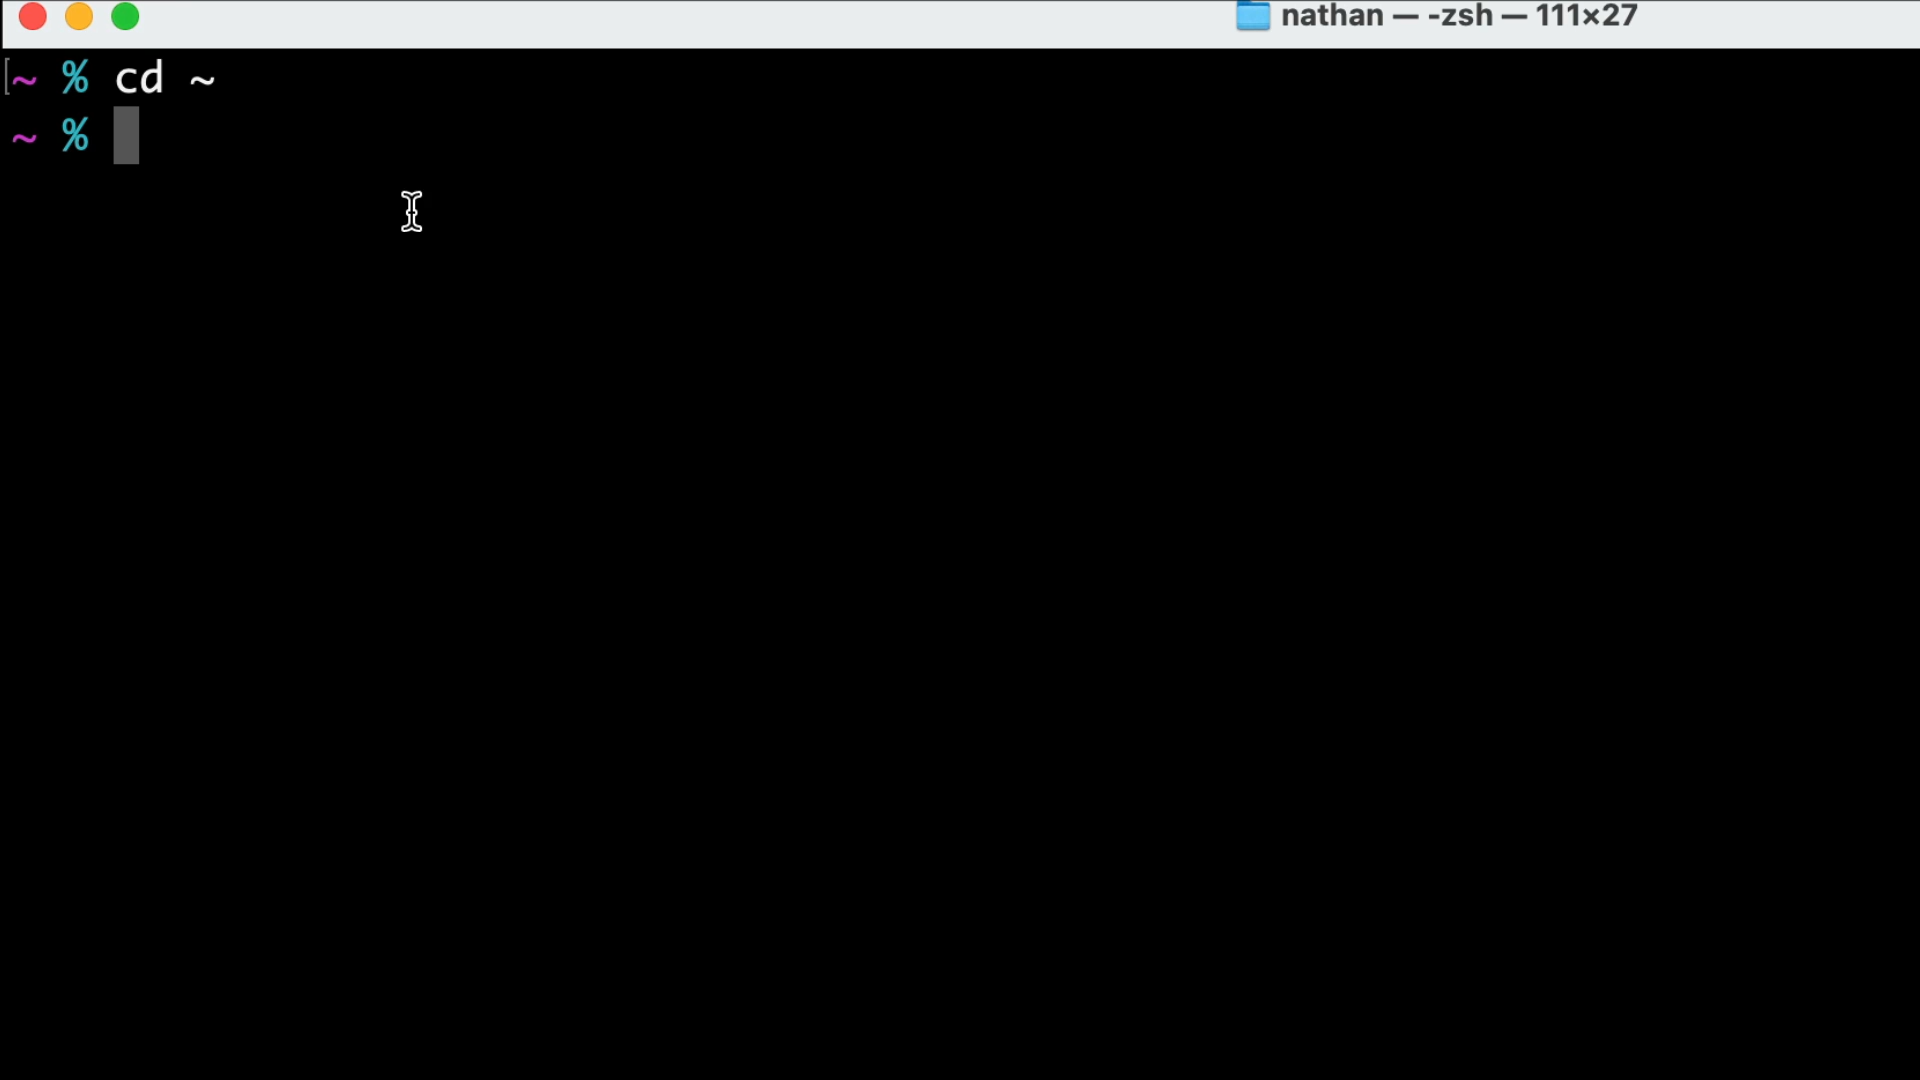 nathan — -zsh — 111×27
[~ % cd ~
~ %